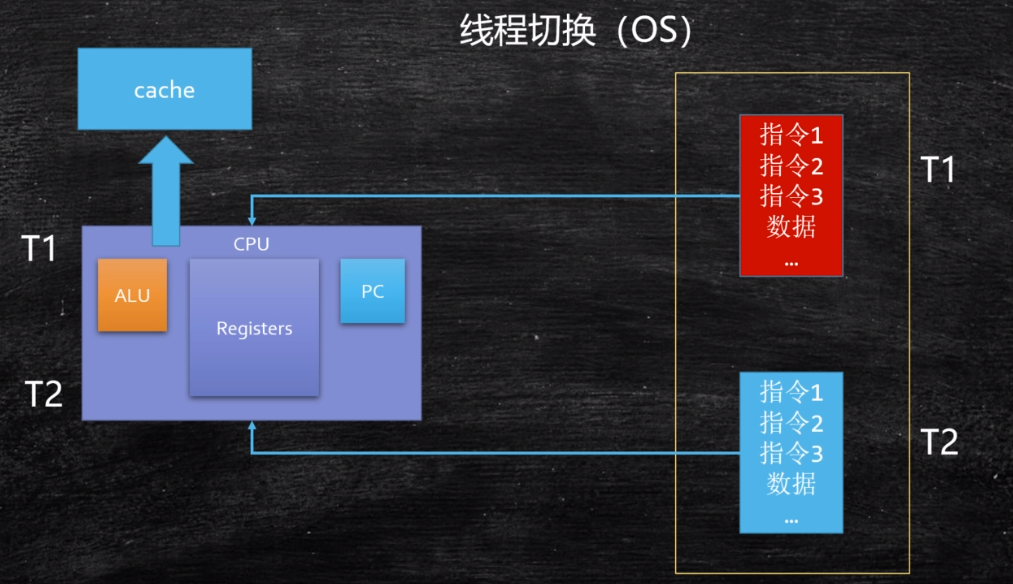 线程切换（OS）
cache
T1
CPU
ALU
Registers
PC
T2
指令1
指令2
指令3
数据
...
T1
指令1
指令2
指令3
数据
...
T2